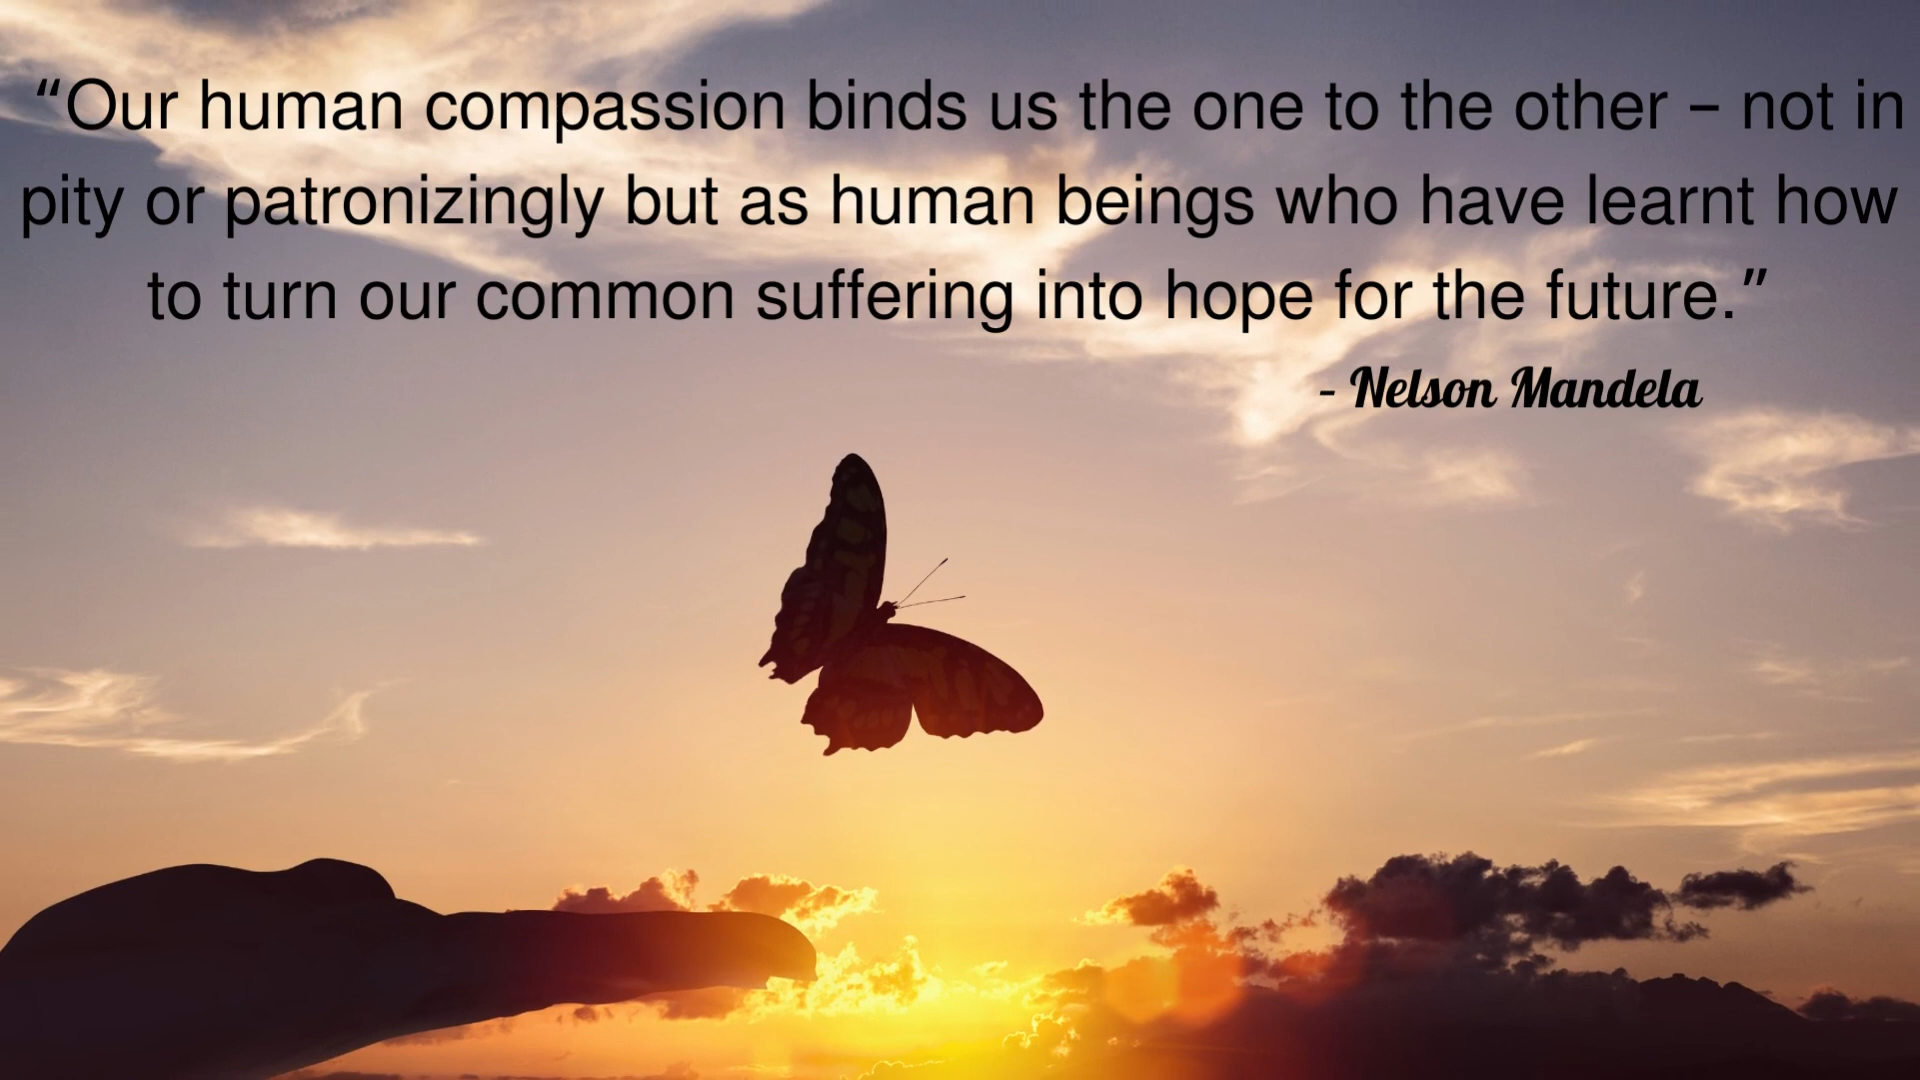 “Our human compassion binds us the one to the other – not in
pity or patronizingly but as human beings who have learnt how
to turn our common suffering into hope for the future.”
- Nelson Mandela